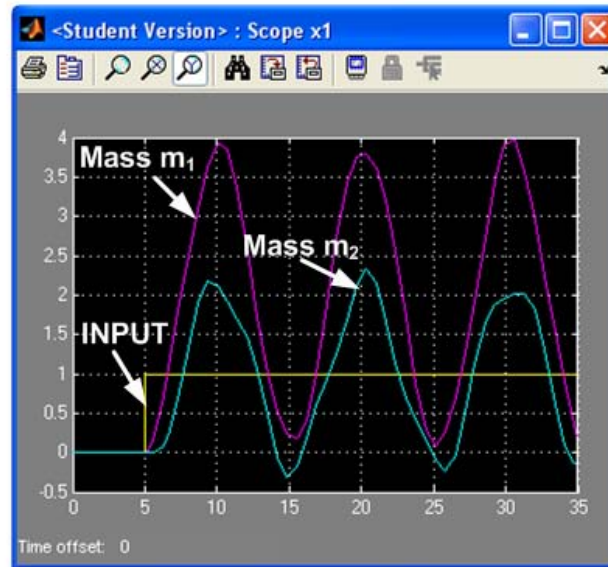 <Student Version> : Scope x1
4
Mass m₁
3.5
3
2.5
Mass m₂
2
1.5
INPUT
1
0.5
0
-0.5
0 5 10 15 20 25 30 35
Time offset: 0